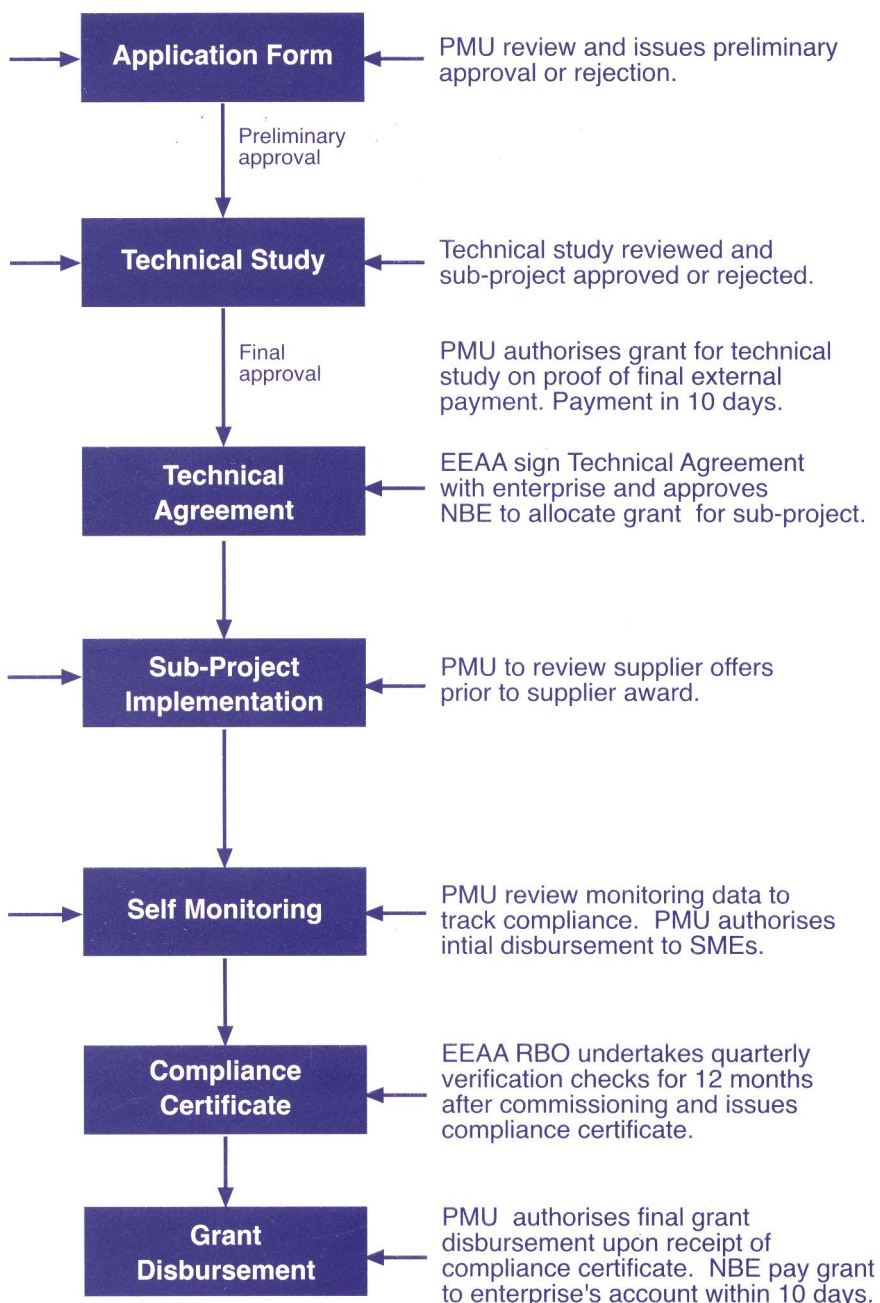 Application Form
PMU review and issues preliminary
approval or rejection.
Preliminary
approval
Technical Study
Technical study reviewed and
sub-project approved or rejected.
Final
approval
PMU authorises grant for technical
study on proof of final external
payment. Payment in 10 days.
Technical
Agreement
EEAA sign Technical Agreement
with enterprise and approves
NBE to allocate grant for sub-project.
Sub-Project
Implementation
PMU to review supplier offers
prior to supplier award.
Self Monitoring
PMU review monitoring data to
track compliance. PMU authorises
intial disbursement to SMEs.
Compliance
Certificate
EEAA RBO undertakes quarterly
verification checks for 12 months
after commissioning and issues
compliance certificate.
Grant
Disbursement
PMU authorises final grant
disbursement upon receipt of
compliance certificate. NBE pay grant
to enterprise's account within 10 days.